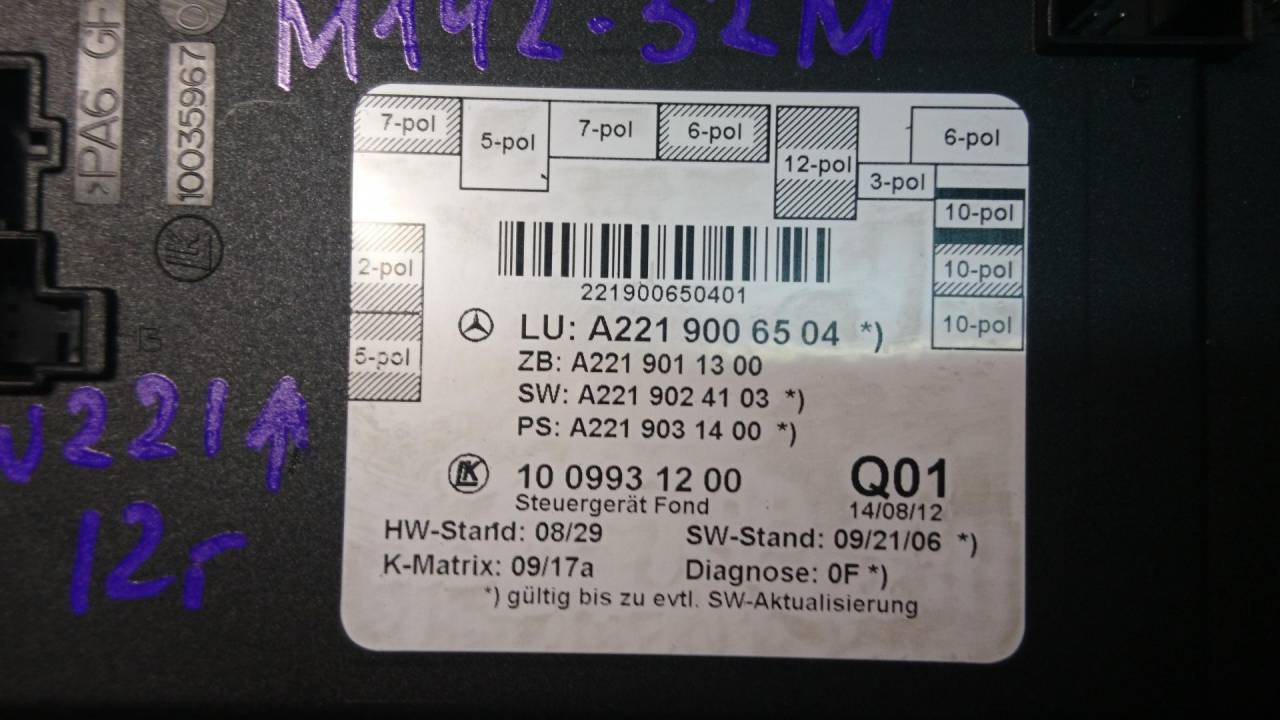 M142-52M
>PA6 GF
10035967
7-pol
5-pol
7-pol
6-pol
12-pol
3-pol
6-pol
10-pol
10-pol
10-pol
2-pol
5-pol
221900650401
LU: A221 900 65 04 *)
ZB: A221 901 13 00
SW: A221 902 41 03 *)
PS: A221 903 14 00 *)
LK 10 0993 12 00
Steuergerät Fond
Q01
14/08/12
HW-Stand: 08/29
SW-Stand: 09/21/06 *)
K-Matrix: 09/17a
Diagnose: 0F *)
*) gültig bis zu evtl. SW-Aktualisierung
LK
W221↑
12г